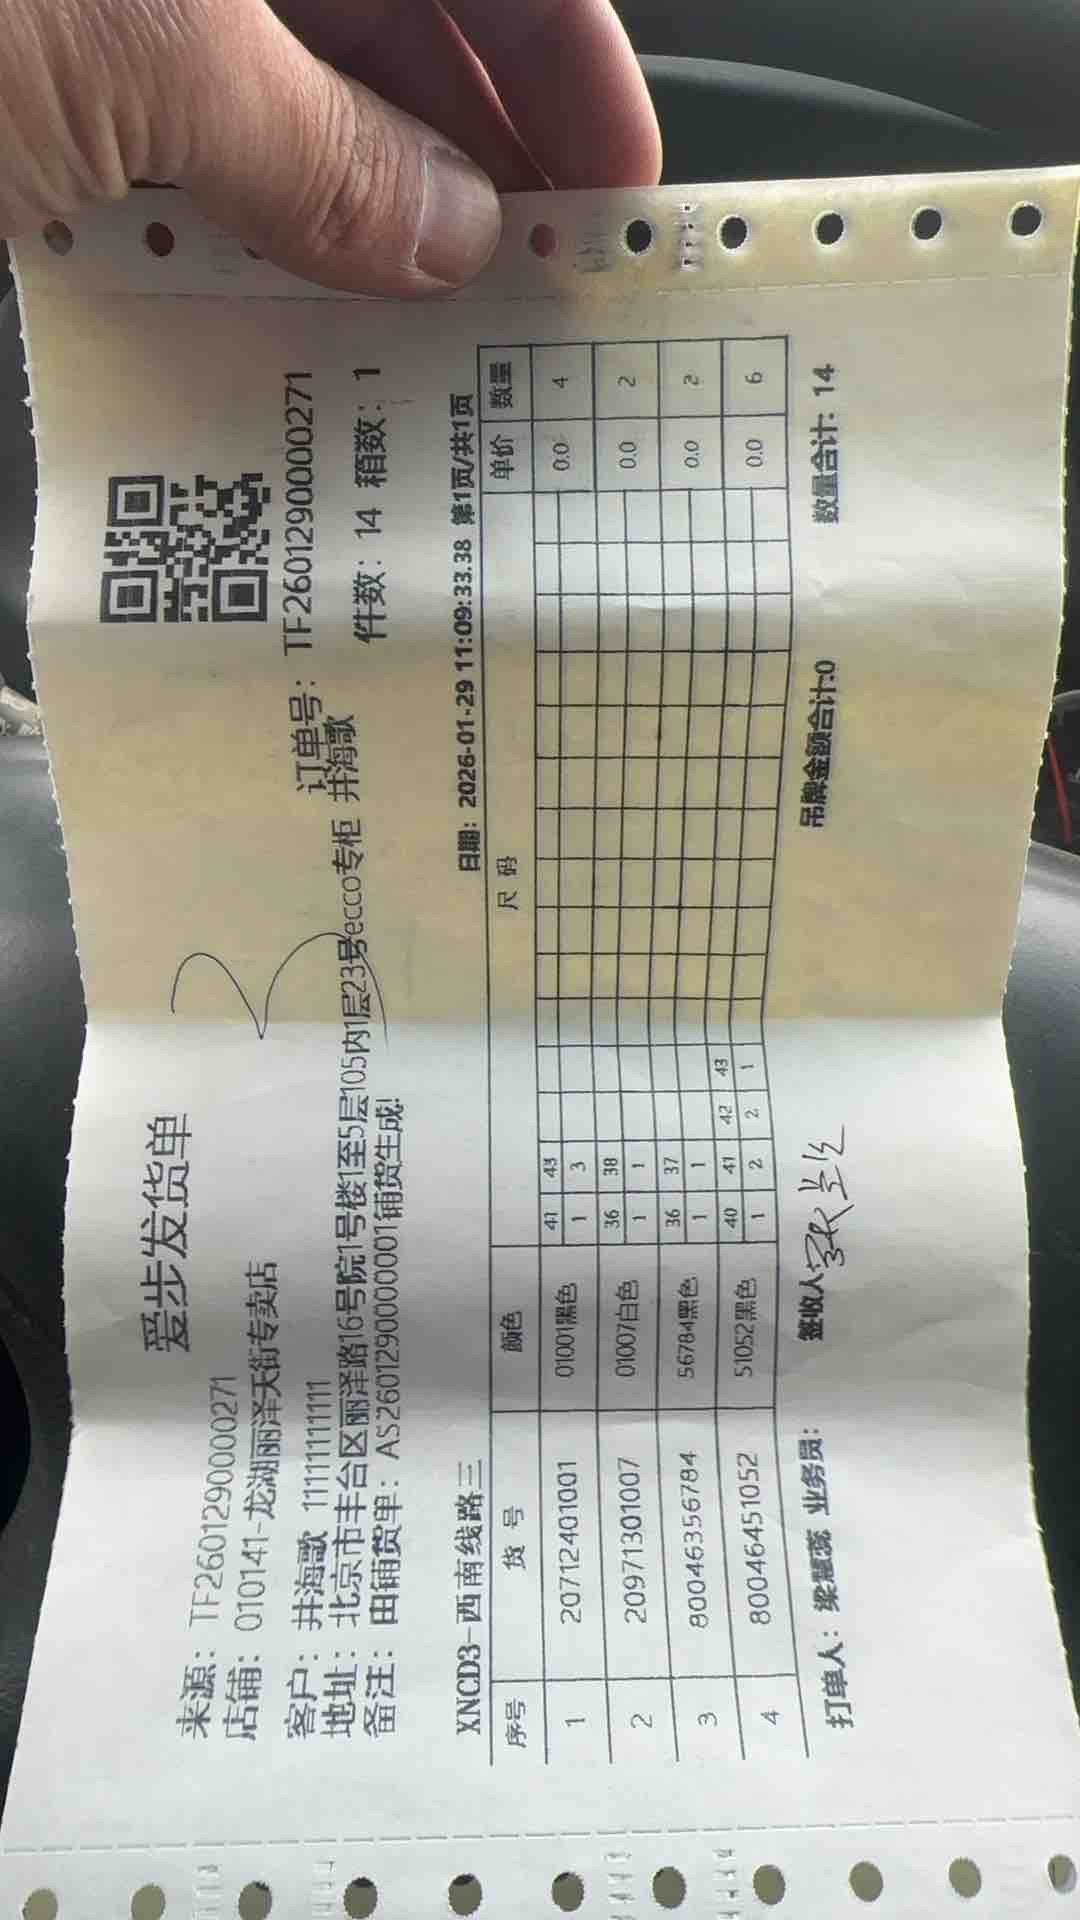 爱步发货单
来源：TF260129000271
店铺：010141-龙湖丽泽天街专卖店 订单号：TF260129000271
客户：井海歌 11111111111 井海歌 件数：14 箱数：1
地址：北京市丰台区丽泽路16号院1号楼1至5层105内1层23号ecco专柜
备注：由铺货单：AS260129000001铺货生成!
XNCD3-西南线路三 日期：2026-01-29 11:09:33.38 第1页/共1页
序号 货号 颜色 尺码 单价 数量
41 43
1 20712401001 01001黑色 1 3 0.0 4
36 38
2 20971301007 01007白色 1 1 0.0 2
36 37
3 80046356784 56784黑色 1 1 0.0 2
40 41 42 43
4 80046451052 51052黑色 1 2 2 1 0.0 6
打单人：梁慧蕊 业务员： 签收人 吊牌金额合计:0 数量合计：14